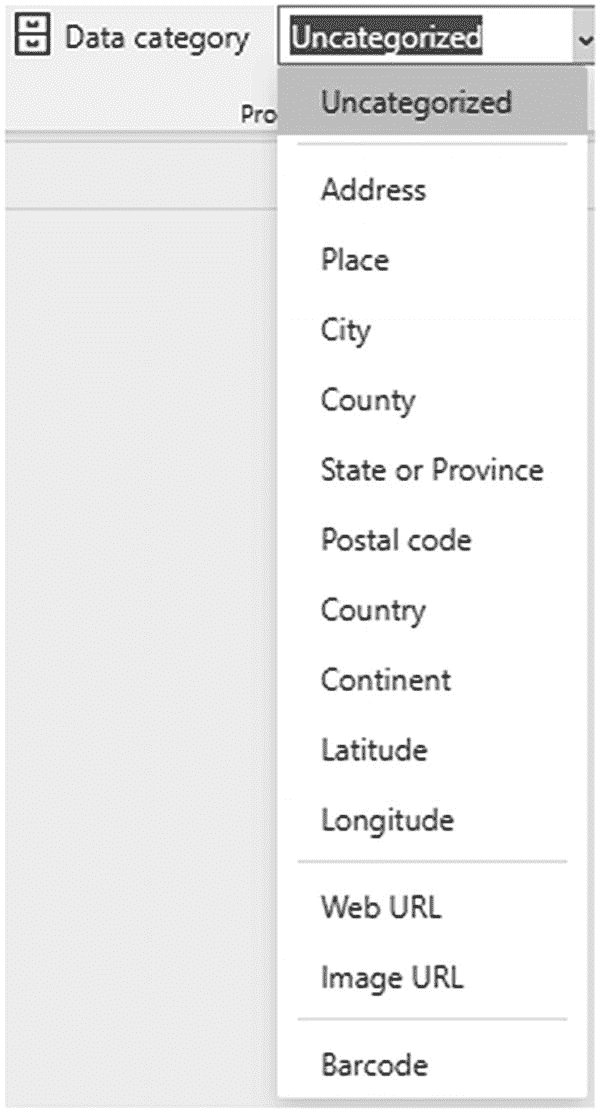 Data category Uncategorized
Pro
Uncategorized
Address
Place
City
County
State or Province
Postal code
Country
Continent
Latitude
Longitude
Web URL
Image URL
Barcode